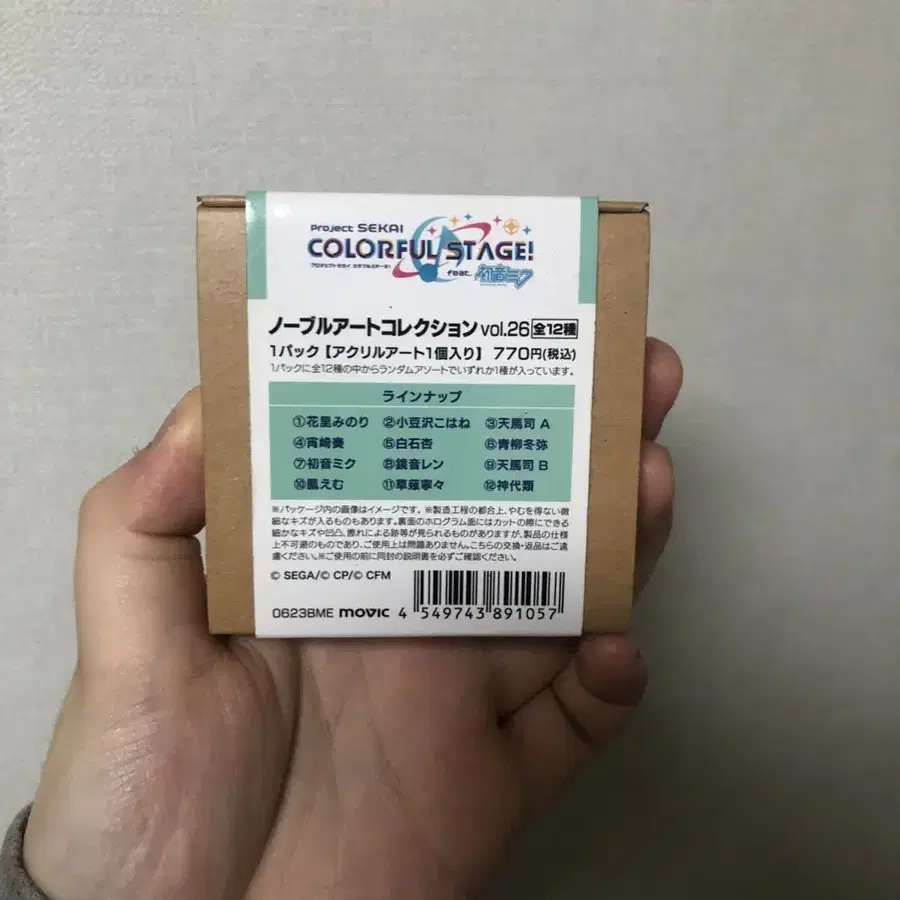 Project SEKAI
COLORFUL STAGE!
プロジェクトセカイ カラフルステージ!
feat. 初音ミク
ノーブルアートコレクション vol.26 全12種
1パック【アクリルアート1個入り】 770円(税込)
1パックに全12種の中からランダムアソートでいずれか1種が入っています。
ラインナップ
①花里みのり ②小豆沢こはね ③天馬司 A
④宵崎奏 ⑤白石杏 ⑥青柳冬弥
⑦初音ミク ⑧鏡音レン ⑨天馬司 B
⑩鳳えむ ⑪草薙寧々 ⑫神代類
※パッケージ内の画像はイメージです。※製造工程の都合上、やむを得ない微
細なキズが入るものもあります。裏面のホログラム面にはカットの際にできる
細かなキズや凹凸、擦れによる跡等が見られるものがありますが、製品の仕様
上不可避のものであり、ご使用上は問題ありません。こちらの交換・返品はご遠
慮ください。※ご使用の前に同封の説明書を必ずご確認ください。
© SEGA/© CP/© CFM
0623BME movic 4 549743 891057